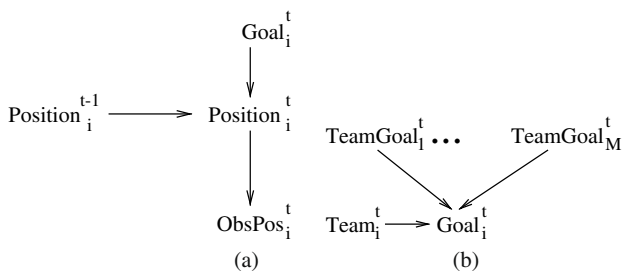 Goal_i^t
Position_i^{t-1} Position_i^t
TeamGoal_1^t ... TeamGoal_M^t
ObsPos_i^t Team_i^t Goal_i^t
(a) (b)